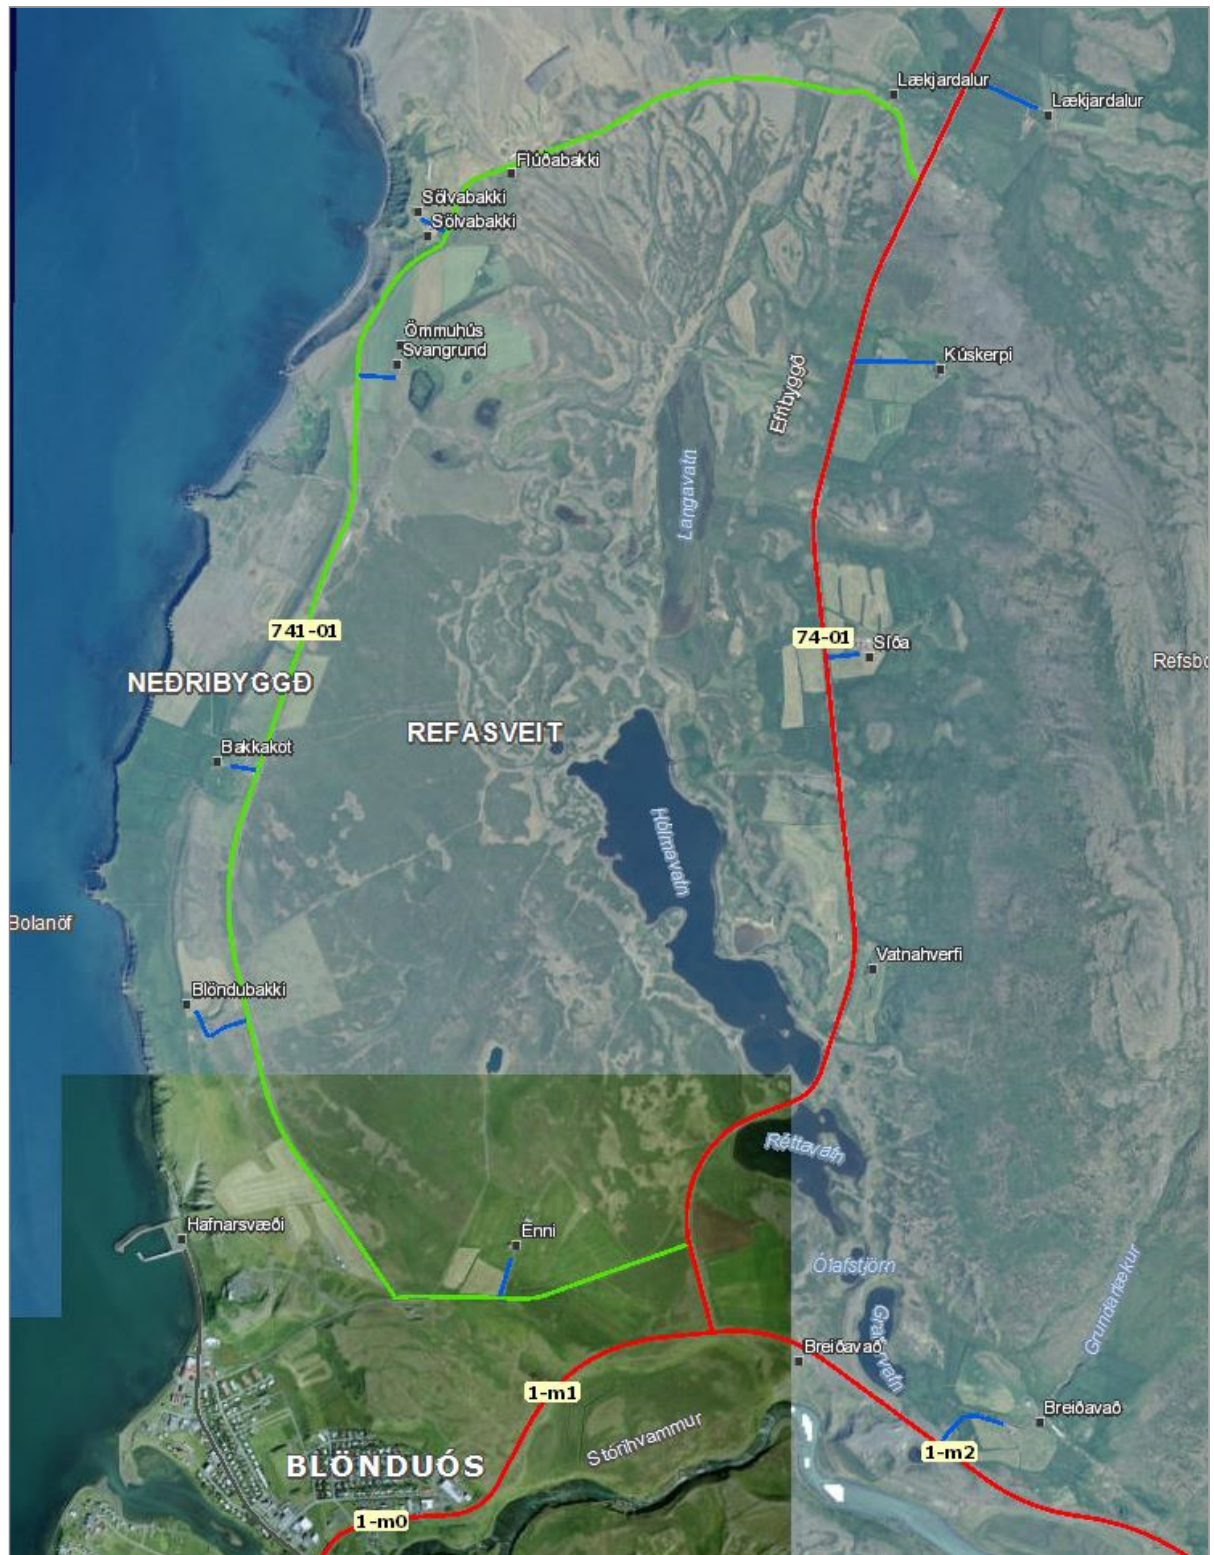 Lækjardalur
Lækjardalur
Flúðabakki
Sölvabakki
Sölvabakki
Ömmuhús
Svangrund
Kúskerpi
Efribyggð
Langavatn
741-01
74-01
Síða
NEÐRIBYGGÐ
Refsbo
REFASVEIT
Bakkakot
Hólmavatn
Bolanöf
Vatnahverfi
Blöndubakki
Réttavatn
Hafnarsvæði
Enni
Ólafstjörn
Grundarlækur
Grafarvatn
Breiðavað
1-m1
Breiðavað
Stórihvammur
1-m2
BLÖNDUÓS
1-m0